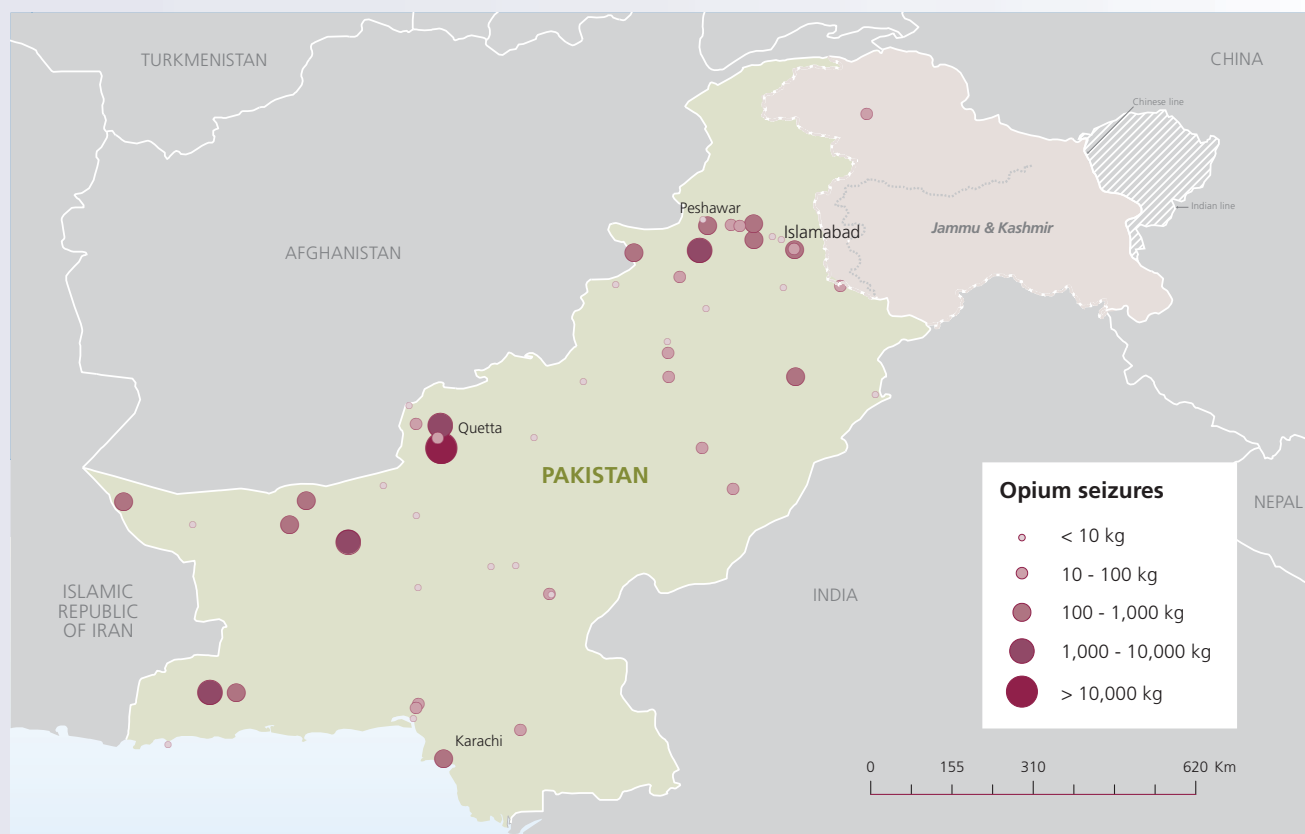 TURKMENISTAN
CHINA
Chinese line
Indian line
Peshawar
Islamabad
Jammu & Kashmir
AFGHANISTAN
Quetta
PAKISTAN
NEPAL
ISLAMIC
REPUBLIC
OF IRAN
INDIA
Karachi
Opium seizures
< 10 kg
10 - 100 kg
100 - 1,000 kg
1,000 - 10,000 kg
> 10,000 kg
0 155 310 620 Km